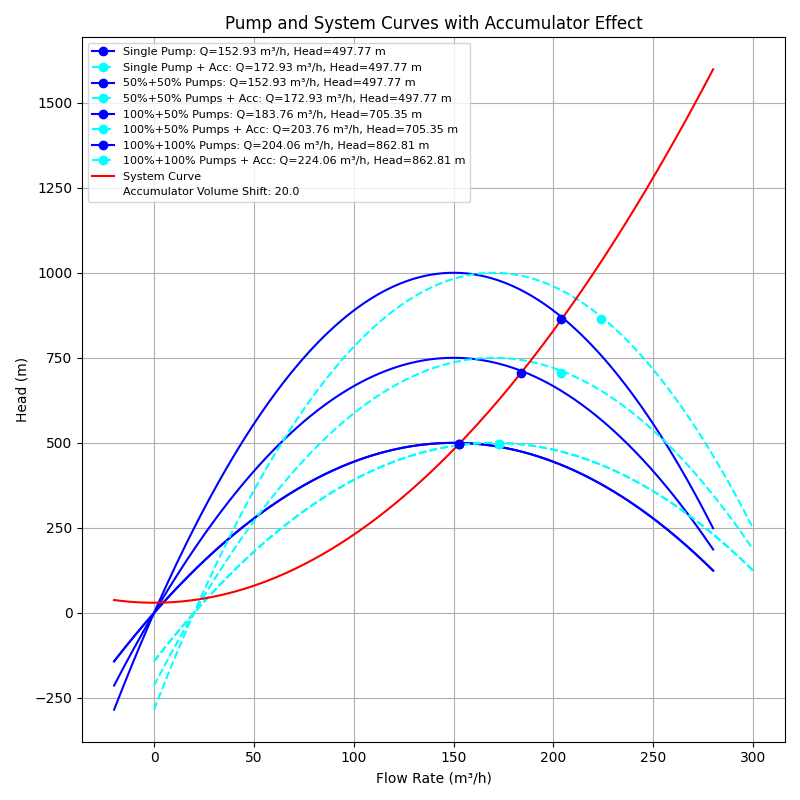 Pump and System Curves with Accumulator Effect
Single Pump: Q=152.93 m³/h, Head=497.77 m
Single Pump + Acc: Q=172.93 m³/h, Head=497.77 m
50%+50% Pumps: Q=152.93 m³/h, Head=497.77 m
50%+50% Pumps + Acc: Q=172.93 m³/h, Head=497.77 m
100%+50% Pumps: Q=183.76 m³/h, Head=705.35 m
100%+50% Pumps + Acc: Q=203.76 m³/h, Head=705.35 m
100%+100% Pumps: Q=204.06 m³/h, Head=862.81 m
100%+100% Pumps + Acc: Q=224.06 m³/h, Head=862.81 m
System Curve
Accumulator Volume Shift: 20.0
Head (m)
1500
1250
1000
750
500
250
0
−250
0 50 100 150 200 250 300
Flow Rate (m³/h)